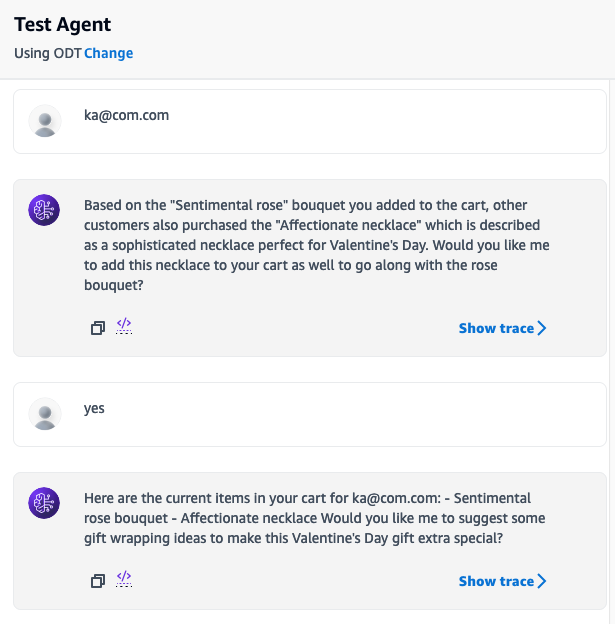 Test Agent
Using ODT Change
ka@com.com
Based on the "Sentimental rose" bouquet you added to the cart, other
customers also purchased the "Affectionate necklace" which is described
as a sophisticated necklace perfect for Valentine's Day. Would you like me
to add this necklace to your cart as well to go along with the rose
bouquet?
</>
Show trace
yes
Here are the current items in your cart for ka@com.com: - Sentimental
rose bouquet - Affectionate necklace Would you like me to suggest some
gift wrapping ideas to make this Valentine's Day gift extra special?
</>
Show trace